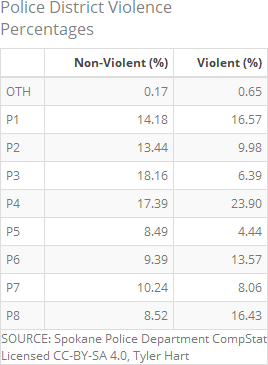 Police District Violence
Percentages
Non-Violent (%) Violent (%)
OTH 0.17 0.65
P1 14.18 16.57
P2 13.44 9.98
P3 18.16 6.39
P4 17.39 23.90
P5 8.49 4.44
P6 9.39 13.57
P7 10.24 8.06
P8 8.52 16.43
SOURCE: Spokane Police Department CompStat
Licensed CC-BY-SA 4.0, Tyler Hart